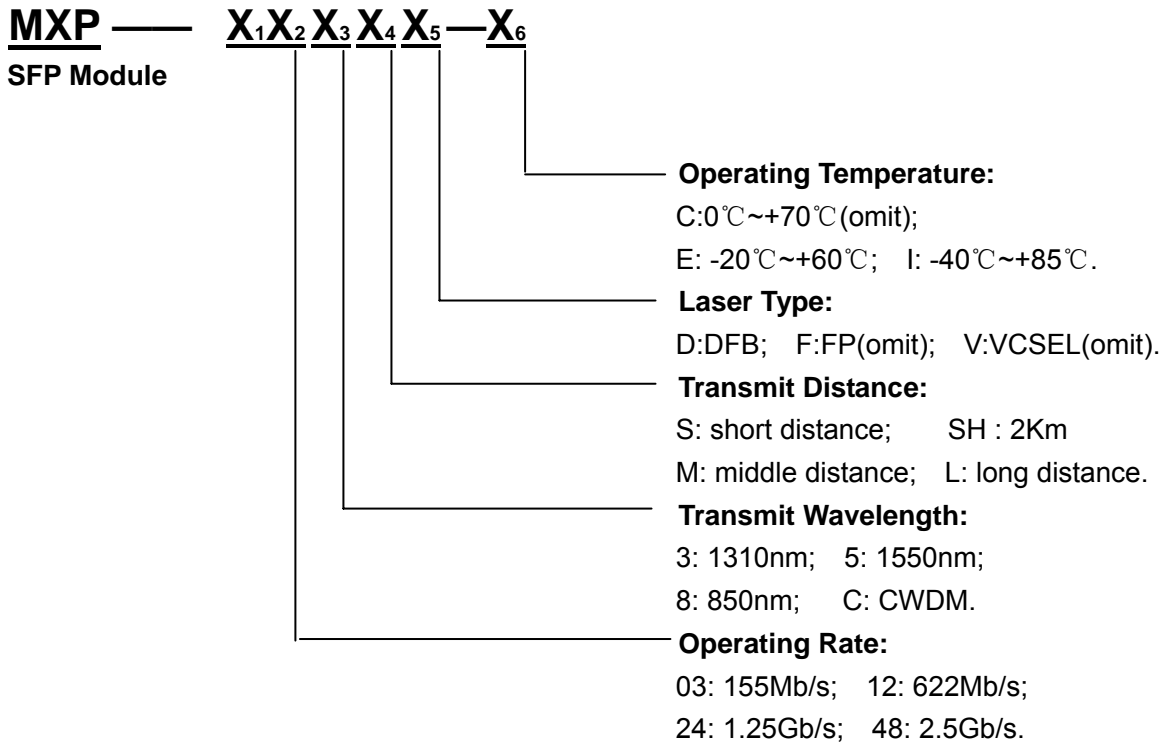 MXP —— X₁X₂ X₃ X₄ X₅ — X₆
SFP Module
Operating Temperature:
C:0℃~+70℃(omit);
E: -20℃~+60℃; I: -40℃~+85℃.
Laser Type:
D:DFB; F:FP(omit); V:VCSEL(omit).
Transmit Distance:
S: short distance; SH : 2Km
M: middle distance; L: long distance.
Transmit Wavelength:
3: 1310nm; 5: 1550nm;
8: 850nm; C: CWDM.
Operating Rate:
03: 155Mb/s; 12: 622Mb/s;
24: 1.25Gb/s; 48: 2.5Gb/s.